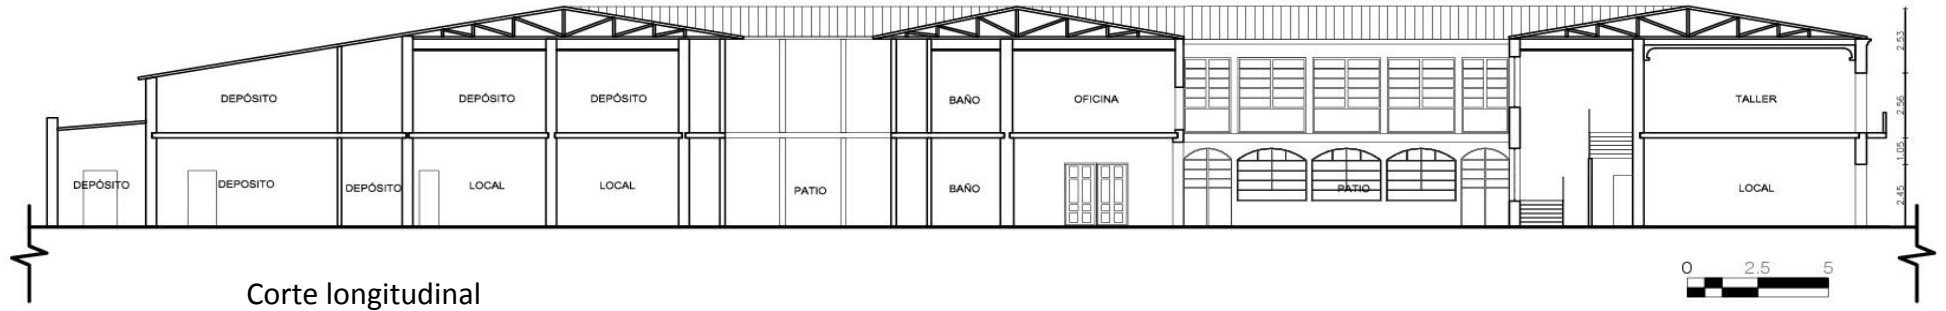 DEPÓSITO
DEPÓSITO
DEPÓSITO
BAÑO
OFICINA
TALLER
DEPÓSITO
DEPOSITO
DEPÓSITO
LOCAL
LOCAL
PATIO
BAÑO
PATIO
LOCAL
2.53
2.56
1.05
2.45
0 2.5 5
Corte longitudinal